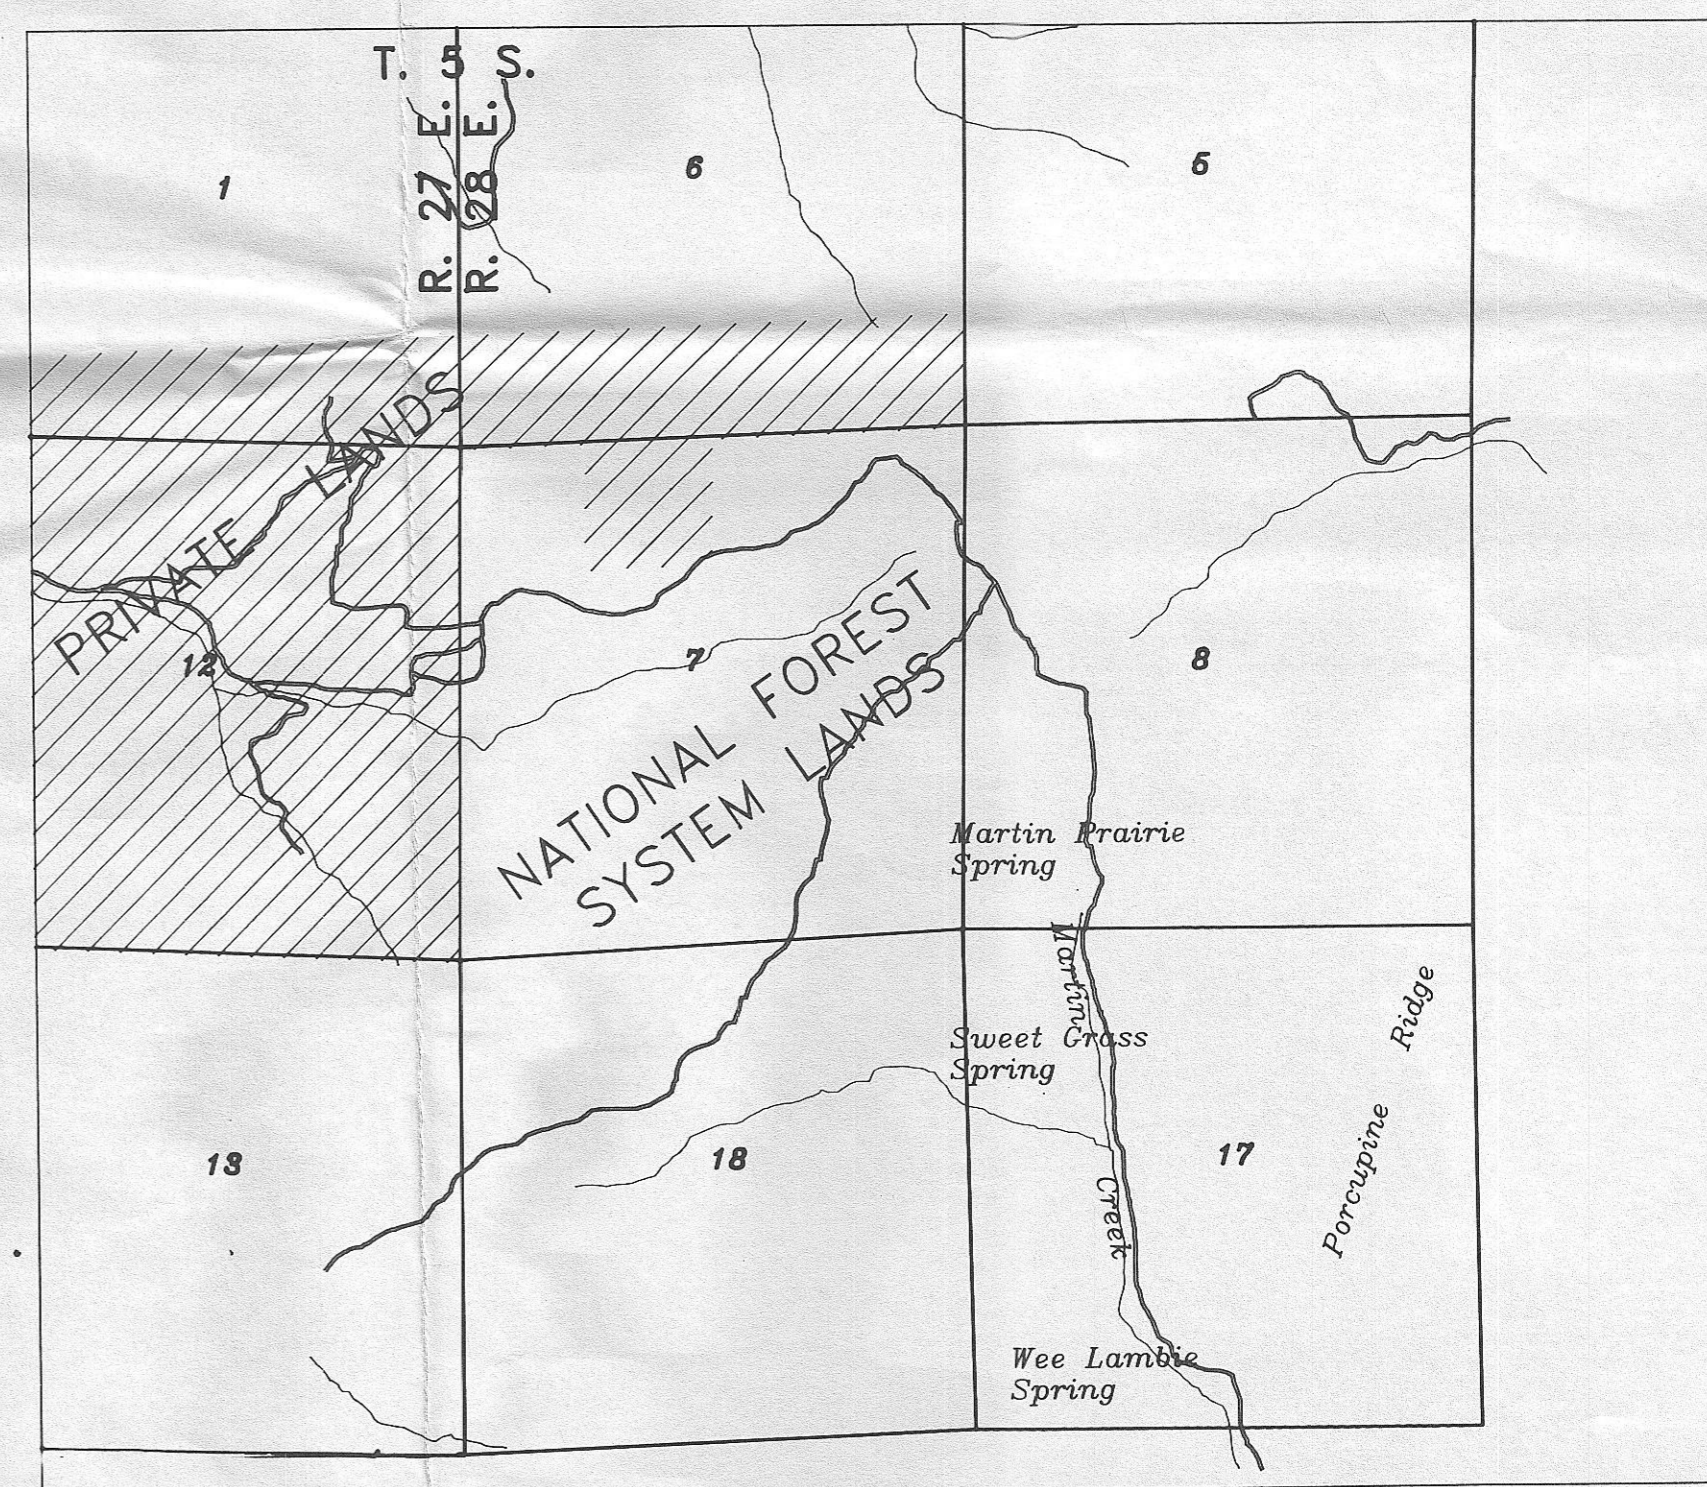 T. 5 S.
R. 27 E.
R. 28 E.
1
6
5
PRIVATE LANDS
12
7
8
NATIONAL FOREST
SYSTEM LANDS
Martin Prairie
Spring
Martin Creek
Sweet Grass
Spring
Porcupine Ridge
13
18
17
Wee Lambie
Spring